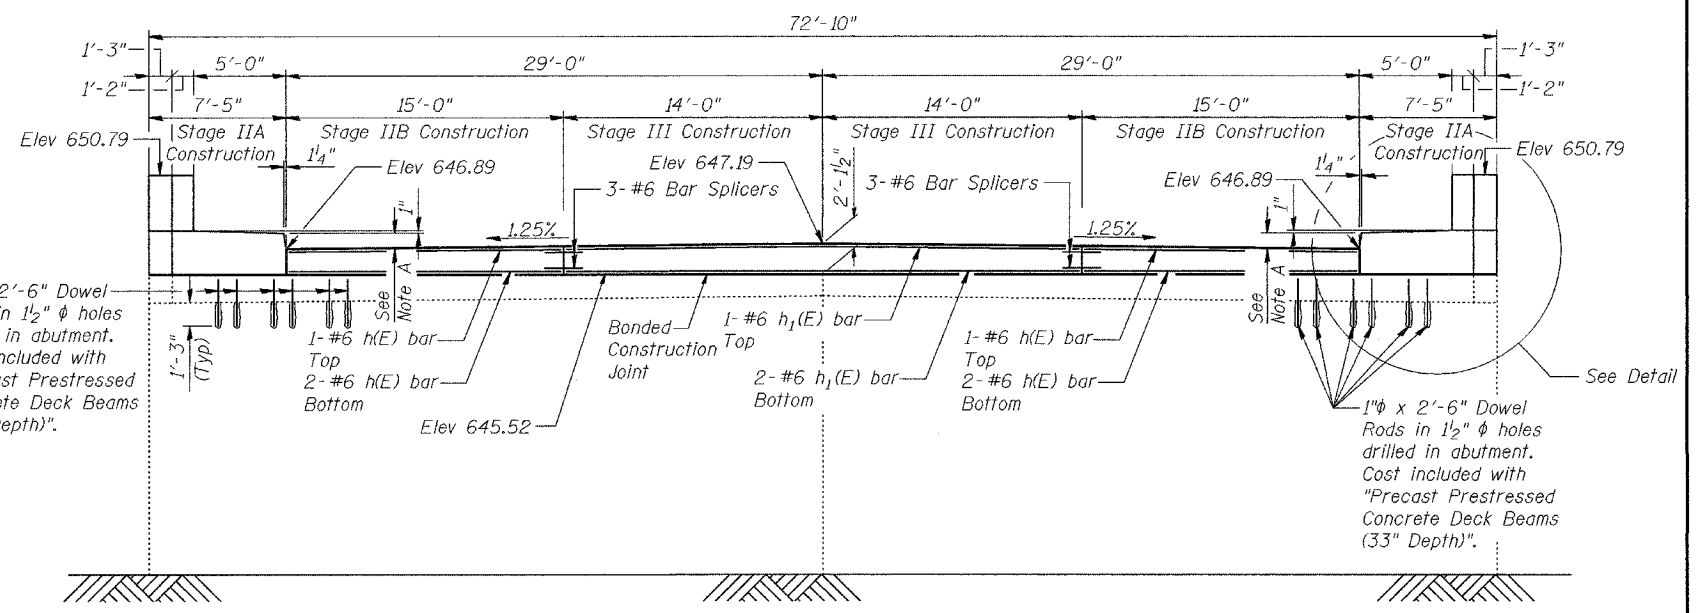 72'-10"
1'-3"
5'-0"
29'-0"
29'-0"
5'-0"
1'-3"
1'-2"
1'-2"
7'-5"
15'-0"
14'-0"
14'-0"
15'-0"
7'-5"
Stage IIA
Construction
Stage IIB Construction
Stage III Construction
Stage III Construction
Stage IIB Construction
Stage IIA
Construction
Elev 650.79
1¼"
Elev 646.89
Elev 647.19
3- #6 Bar Splicers
2'-1½"
3- #6 Bar Splicers
Elev 646.89
1¼"
Elev 650.79
1"
1.25%
1.25%
1"
See
Note A
See
Note A
2'-6" Dowel
in 1½" ϕ holes
in abutment.
ncluded with
st Prestressed
ete Deck Beams
epth)".
1'-3"
(Typ)
1- #6 h(E) bar
Top
2- #6 h(E) bar
Bottom
Elev 645.52
Bonded
Construction
Joint
1- #6 h₁(E) bar
Top
2- #6 h₁(E) bar
Bottom
1- #6 h(E) bar
Top
2- #6 h(E) bar
Bottom
See Detail
1"ϕ x 2'-6" Dowel
Rods in 1½" ϕ holes
drilled in abutment.
Cost included with
"Precast Prestressed
Concrete Deck Beams
(33" Depth)".